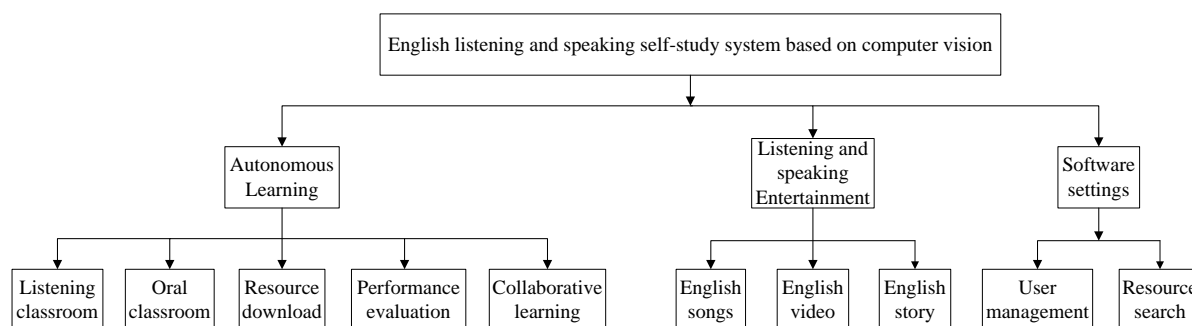 English listening and speaking self-study system based on computer vision
Autonomous
Learning
Listening and
speaking
Entertainment
Software
settings
Listening
classroom
Oral
classroom
Resource
download
Performance
evaluation
Collaborative
learning
English
songs
English
video
English
story
User
management
Resource
search